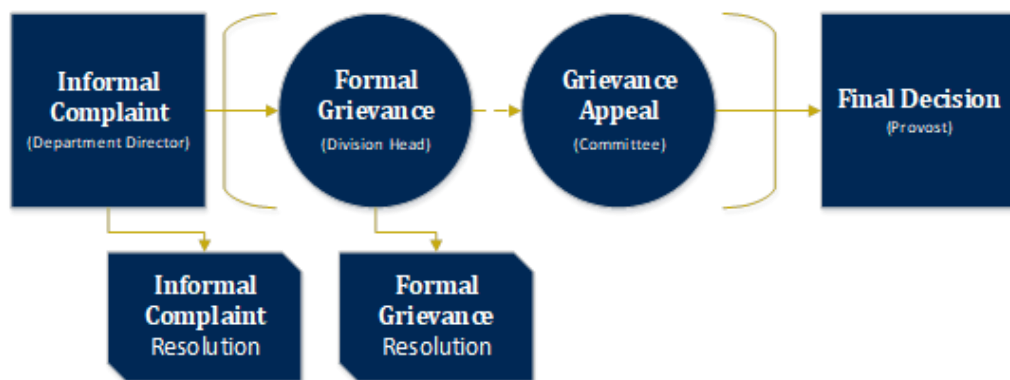 Informal
Complaint
(Department Director)
Formal
Grievance
(Division Head)
Grievance
Appeal
(Committee)
Final Decision
(Provost)
Informal
Complaint
Resolution
Formal
Grievance
Resolution